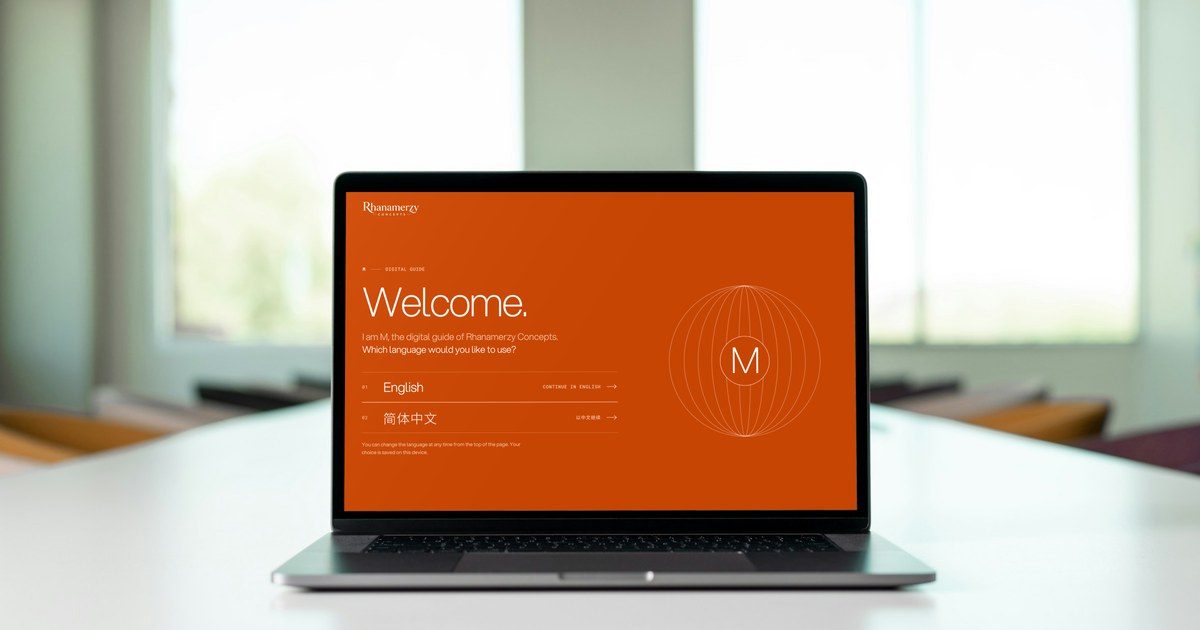 Rhanamerzy
CONCEPTS
M — DIGITAL GUIDE
Welcome.
I am M, the digital guide of Rhanamerzy Concepts.
Which language would you like to use?
01 English CONTINUE IN ENGLISH →
02 简体中文 以中文继续 →
You can change the language at any time from the top of the page. Your
choice is saved on this device.
M